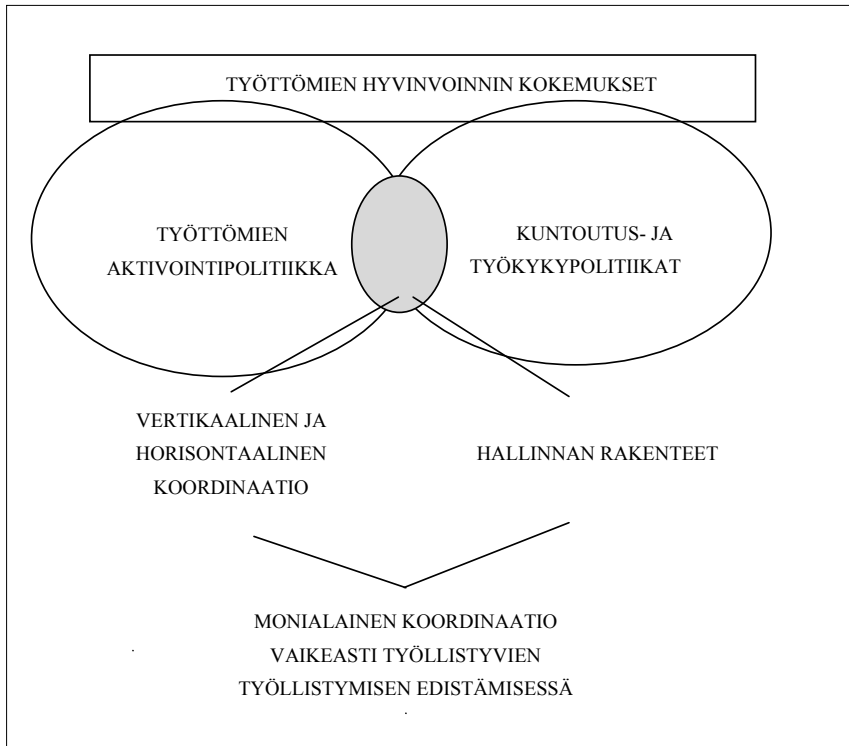 TYÖTTÖMIEN HYVINVOINNIN KOKEMUKSET
TYÖTTÖMIEN
AKTIVOINTIPOLITIIKKA
KUNTOUTUS- JA
TYÖKYKYPOLITIIKAT
VERTIKAALINEN JA
HORISONTAALINEN
KOORDINAATIO
HALLINNAN RAKENTEET
MONIALAINEN KOORDINAATIO
VAIKEASTI TYÖLLISTYVIEN
TYÖLLISTYMISEN EDISTÄMISESSÄ